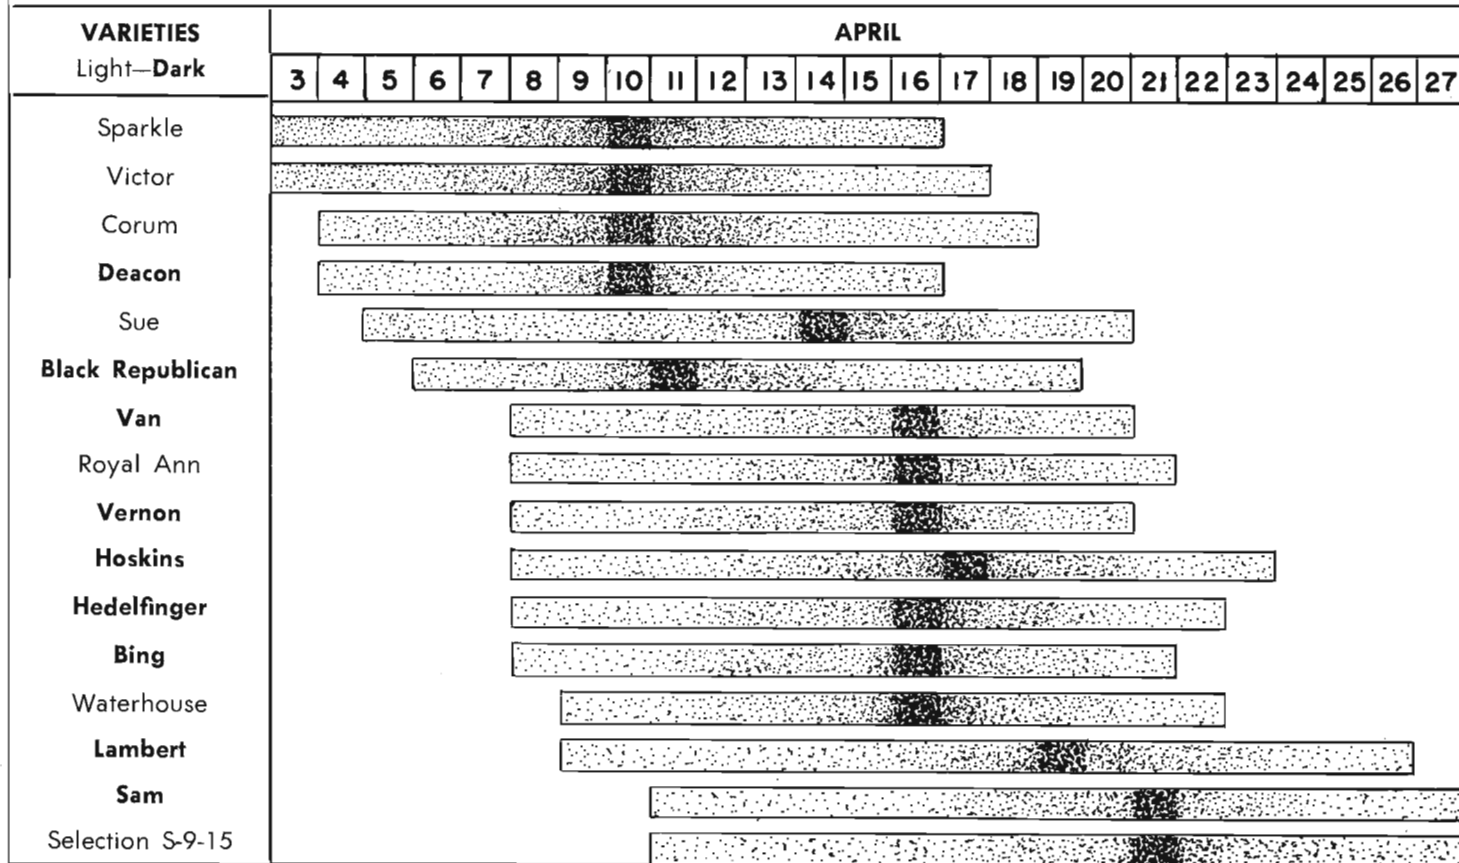 VARIETIES
Light—Dark
APRIL
3 4 5 6 7 8 9 10 11 12 13 14 15 16 17 18 19 20 21 22 23 24 25 26 27
Sparkle
Victor
Corum
Deacon
Sue
Black Republican
Van
Royal Ann
Vernon
Hoskins
Hedelfinger
Bing
Waterhouse
Lambert
Sam
Selection S-9-15